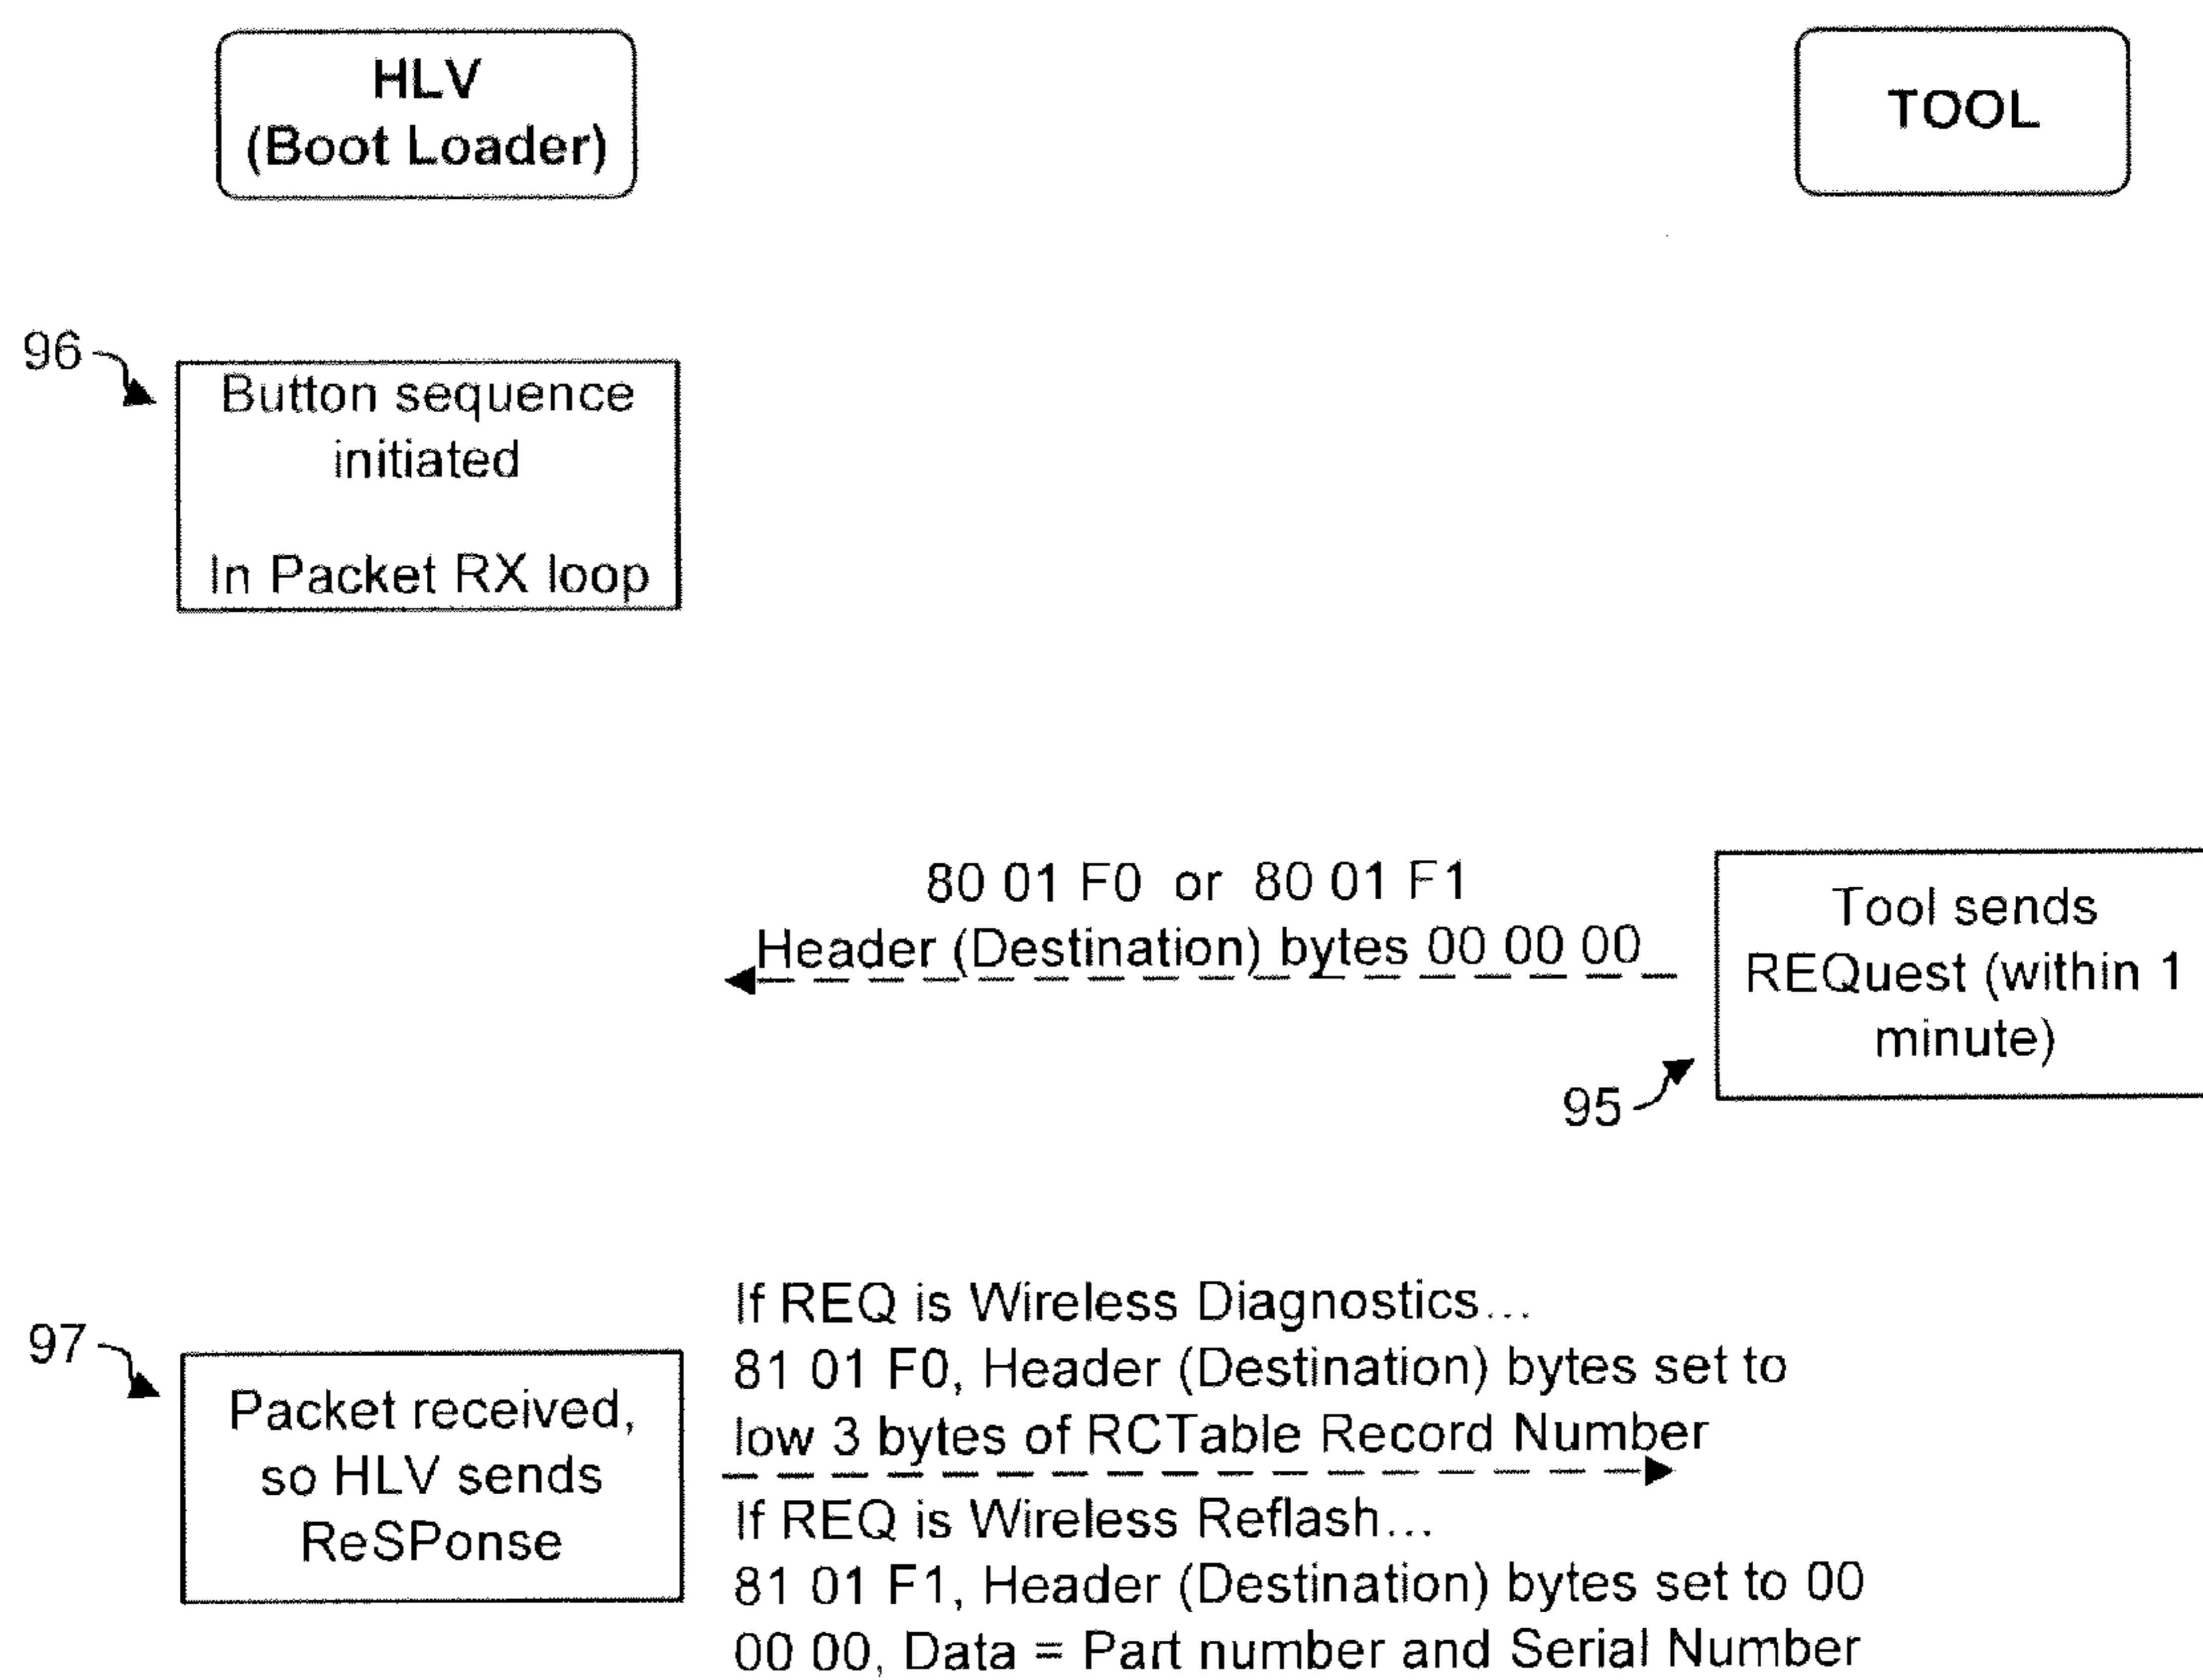 HLV
(Boot Loader)
TOOL
96
Button sequence
initiated
In Packet RX loop
80 01 F0 or 80 01 F1
Header (Destination) bytes 00 00 00
Tool sends
REQuest (within 1
minute)
95
97
Packet received,
so HLV sends
ReSPonse
If REQ is Wireless Diagnostics...
81 01 F0, Header (Destination) bytes set to
low 3 bytes of RCTable Record Number
If REQ is Wireless Reflash...
81 01 F1, Header (Destination) bytes set to 00
00 00, Data = Part number and Serial Number